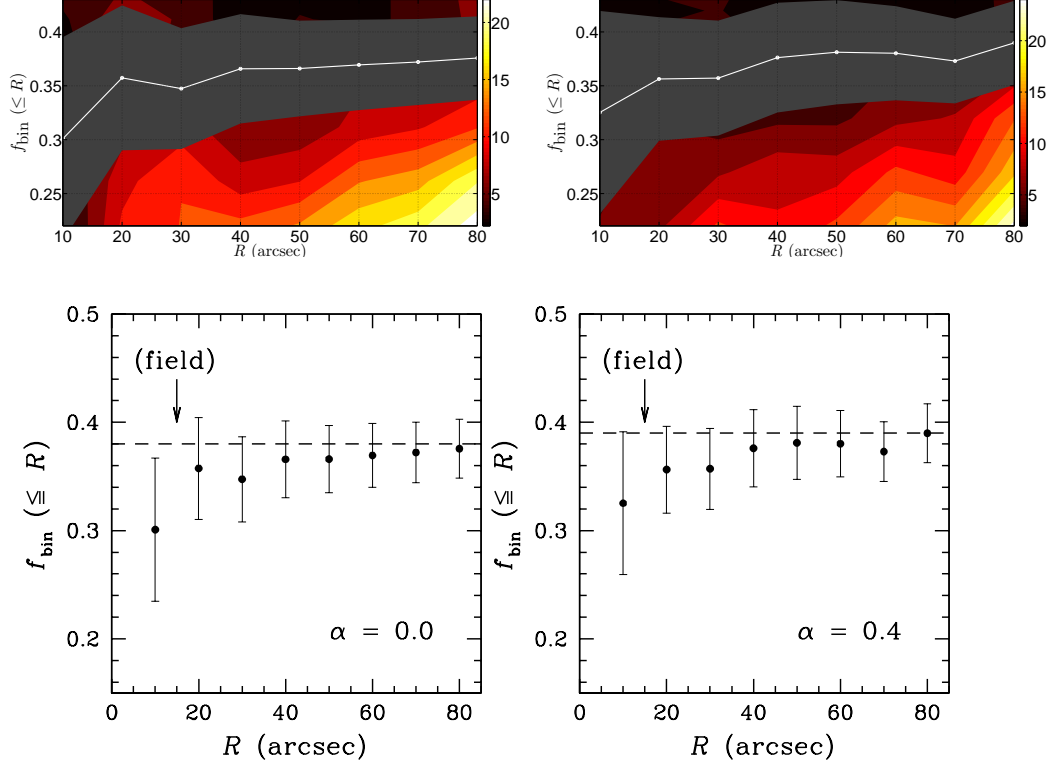 0.4
0.35
0.3
0.25
f_bin (≤ R)
10 20 30 40 50 60 70 80
R (arcsec)
20
15
10
5
0.4
0.35
0.3
0.25
f_bin (≤ R)
10 20 30 40 50 60 70 80
R (arcsec)
20
15
10
5
0.5
0.4
0.3
0.2
f_bin (≤ R)
(field)
α = 0.0
0 20 40 60 80
R (arcsec)
0.5
0.4
0.3
0.2
f_bin (≤ R)
(field)
α = 0.4
0 20 40 60 80
R (arcsec)